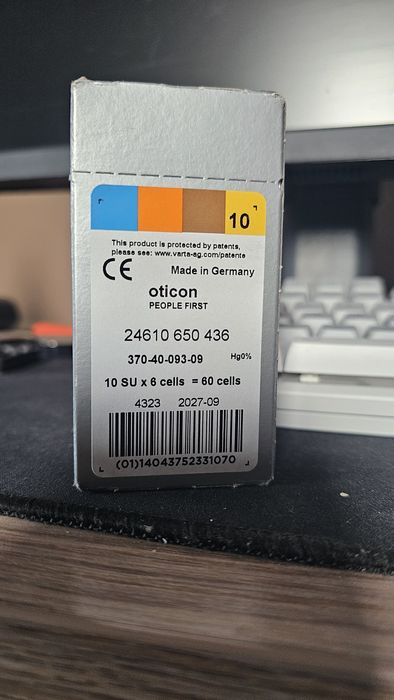 10
This product is protected by patents,
please see: www.varta-ag.com/patente
CE Made in Germany
oticon
PEOPLE FIRST
24610 650 436
370-40-093-09 Hg0%
10 SU x 6 cells = 60 cells
4323 2027-09
(01)14043752331070